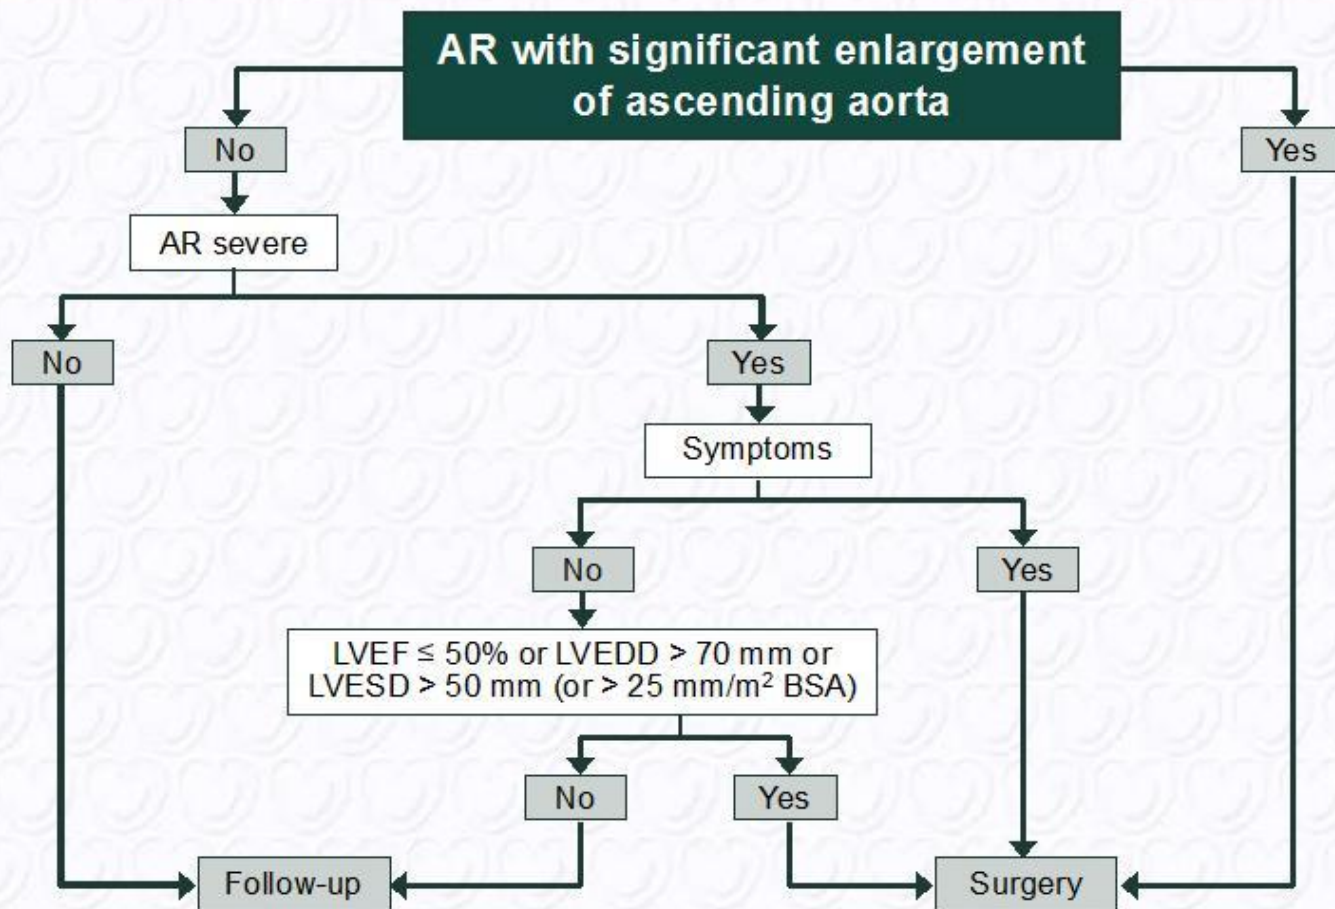 AR with significant enlargement
of ascending aorta
No
Yes
AR severe
No
Yes
Symptoms
No
Yes
LVEF ≤ 50% or LVEDD > 70 mm or
LVESD > 50 mm (or > 25 mm/m² BSA)
No
Yes
Follow-up
Surgery